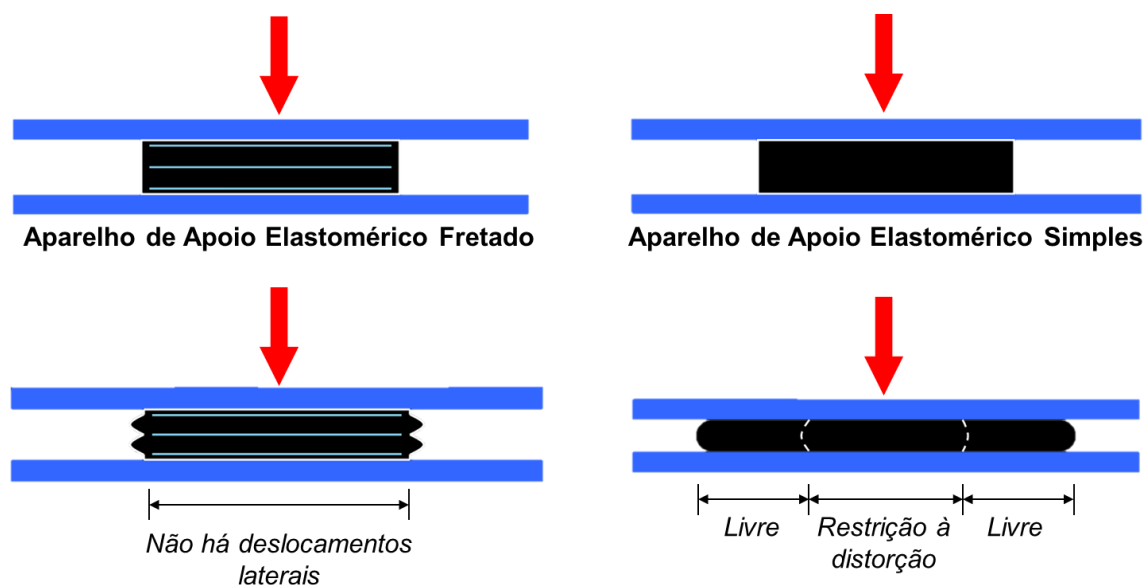 Aparelho de Apoio Elastomérico Fretado
Aparelho de Apoio Elastomérico Simples
Não há deslocamentos
laterais
Livre
Restrição à
distorção
Livre